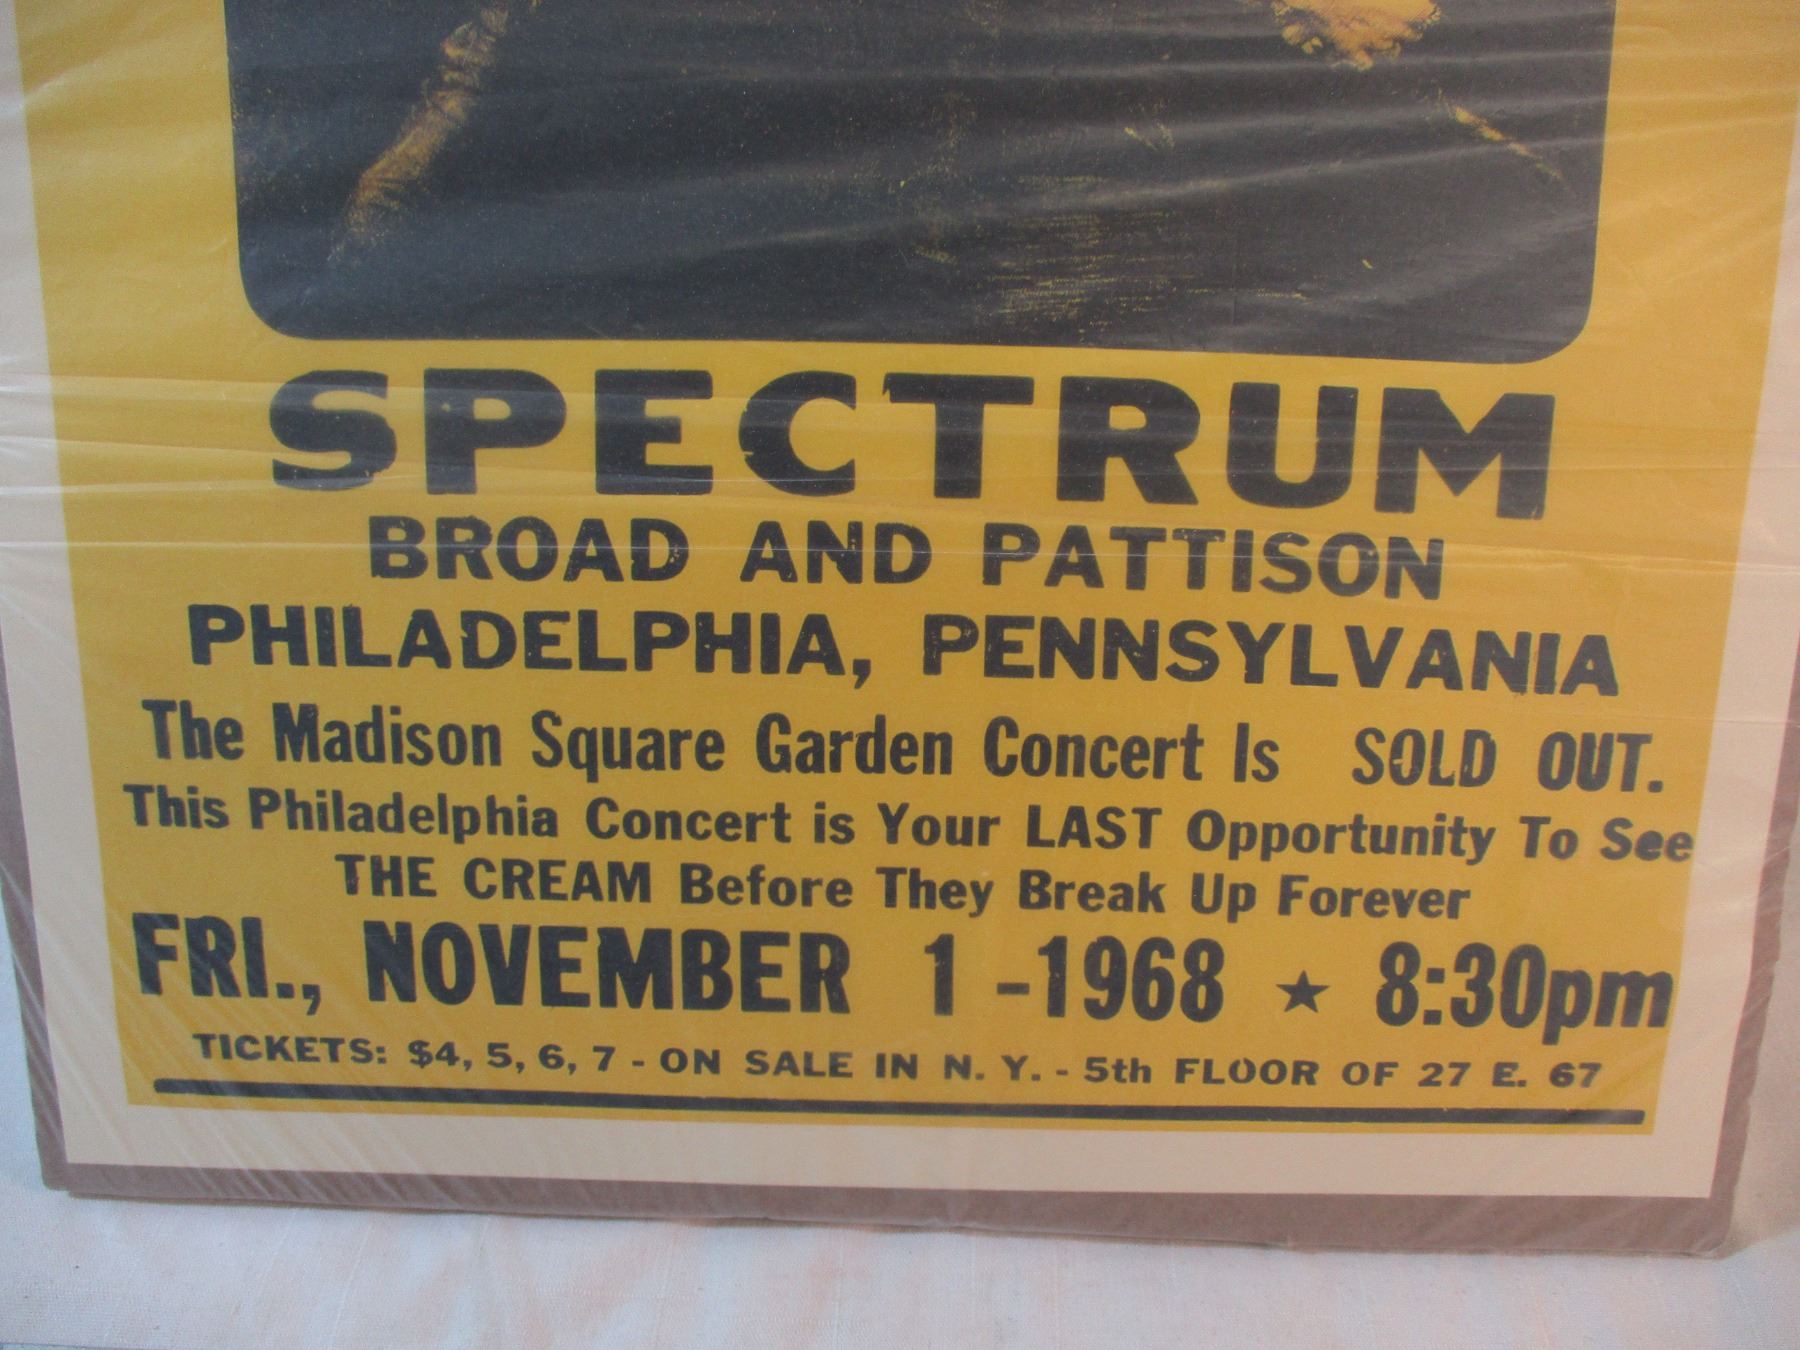 SPECTRUM
BROAD AND PATTISON
PHILADELPHIA, PENNSYLVANIA
The Madison Square Garden Concert Is SOLD OUT.
This Philadelphia Concert is Your LAST Opportunity To See
THE CREAM Before They Break Up Forever
FRI., NOVEMBER 1 -1968 ★ 8:30pm
TICKETS: $4, 5, 6, 7 - ON SALE IN N. Y. - 5th FLOOR OF 27 E. 67